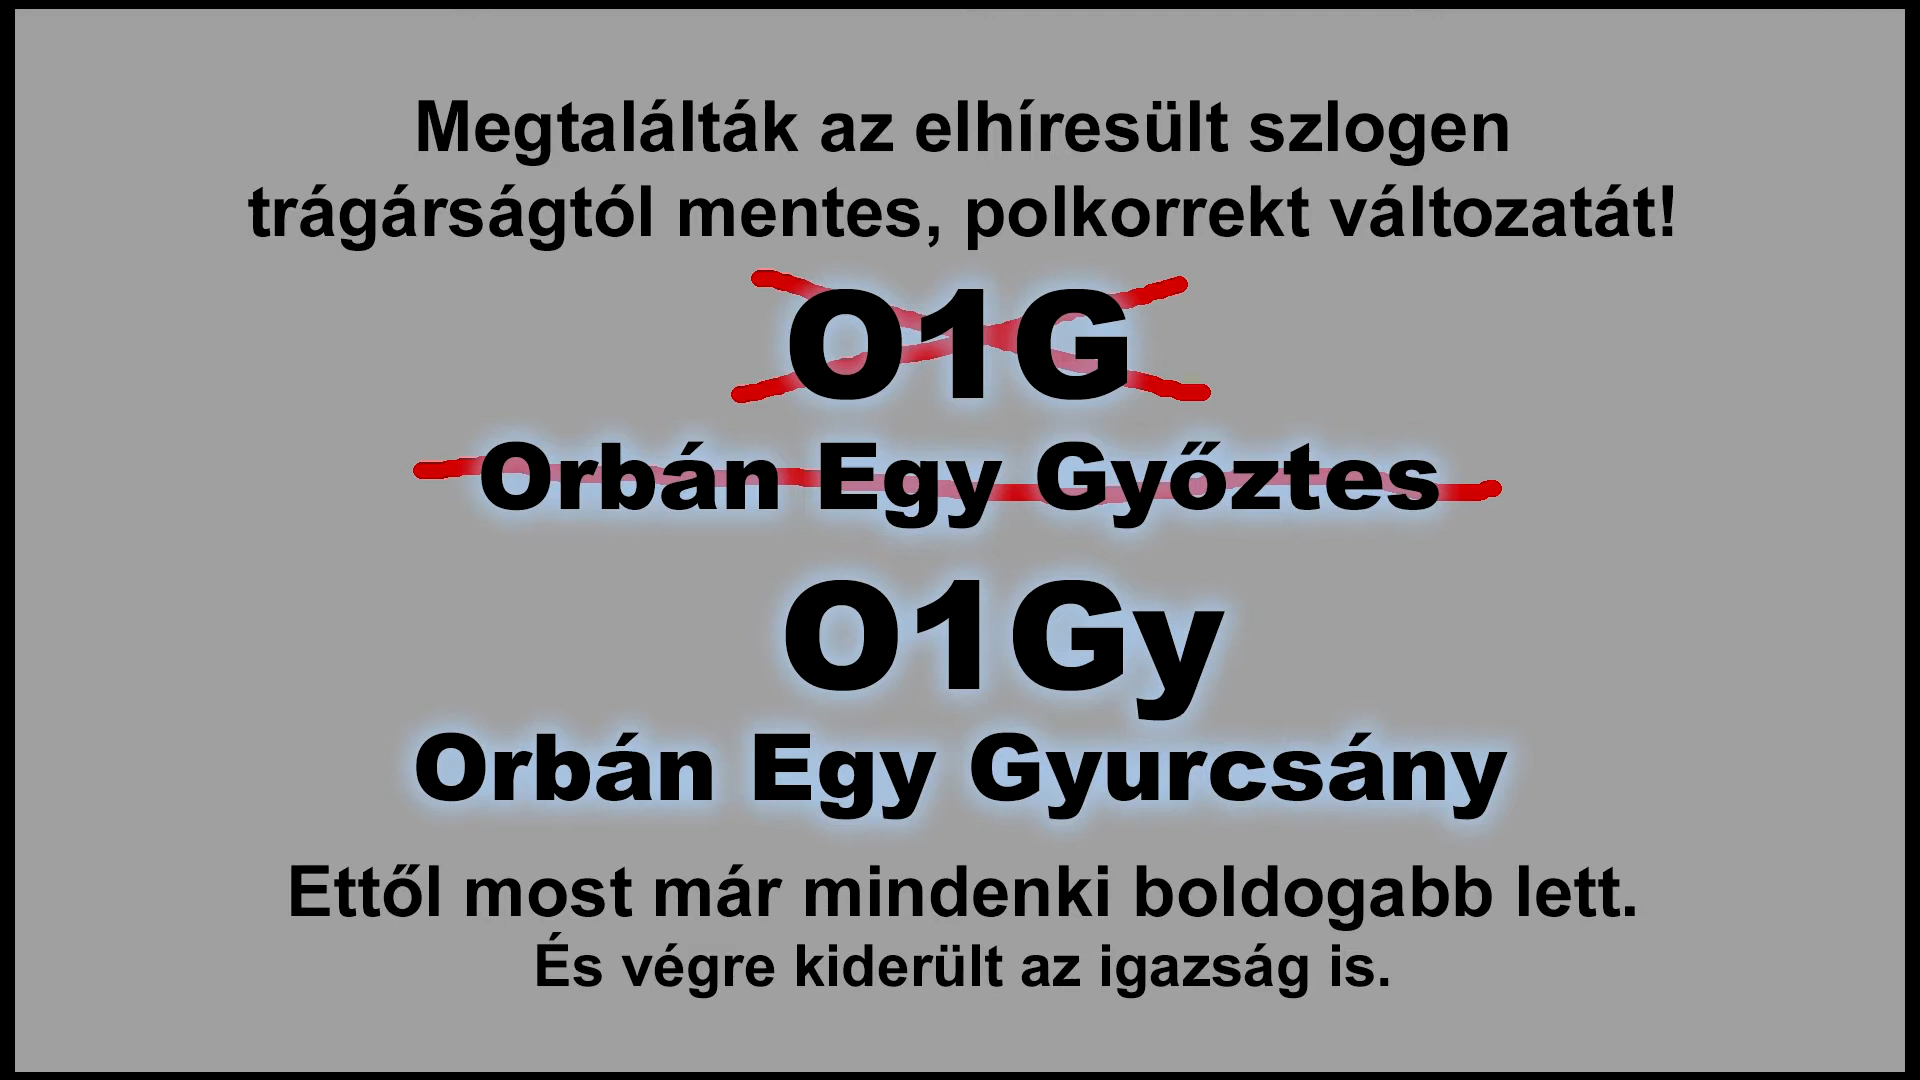 Megtalálták az elhíresült szlogen
trágárságtól mentes, polkorrekt változatát!
O1G
Orbán Egy Győztes
O1Gy
Orbán Egy Gyurcsány
Ettől most már mindenki boldogabb lett.
És végre kiderült az igazság is.